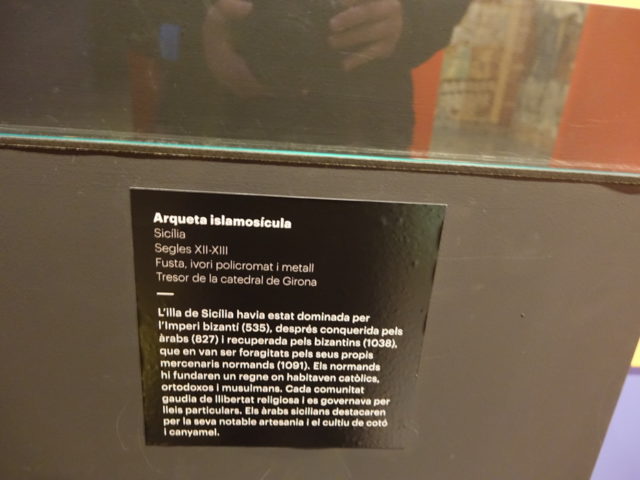 Arqueta islamosícula
Sicília
Segles XII-XIII
Fusta, ivori policromat i metall
Tresor de la catedral de Girona
L'illa de Sicília havia estat dominada per
l'Imperi bizantí (535), després conquerida pels
àrabs (827) i recuperada pels bizantins (1038),
que en van ser foragitats pels seus propis
mercenaris normands (1091). Els normands
hi fundaren un regne on habitaven catòlics,
ortodoxos i musulmans. Cada comunitat
gaudia de llibertat religiosa i es governava per
lleis particulars. Els àrabs sicilians destacaren
per la seva notable artesania i el cultiu de cotó
i canyamel.